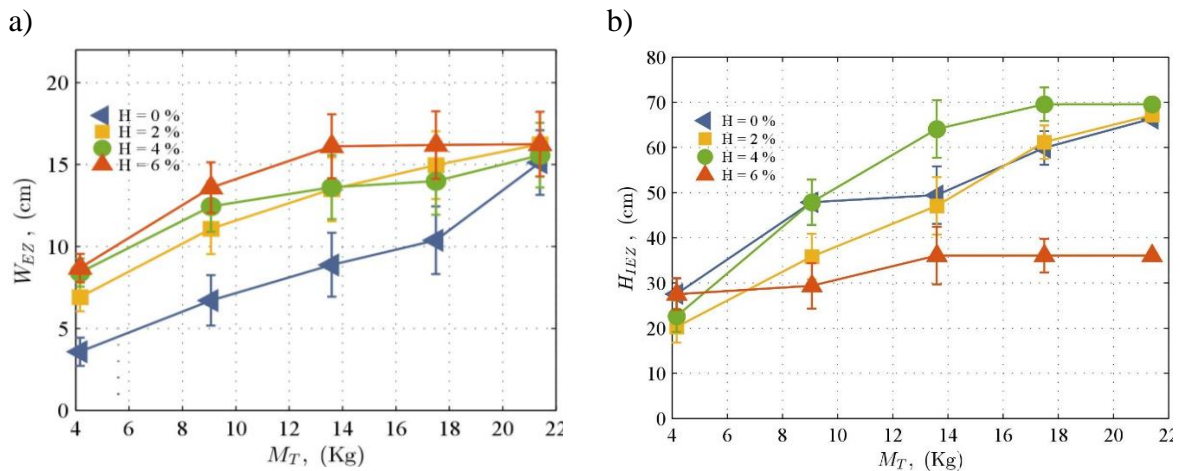 a)
20
15
10
5
0
W_EZ , (cm)
H = 0 %
H = 2 %
H = 4 %
H = 6 %
4 6 8 10 12 14 16 18 20 22
M_T, (Kg)
b)
80
70
60
50
40
30
20
10
0
H_IEZ , (cm)
H = 0 %
H = 2 %
H = 4 %
H = 6 %
4 6 8 10 12 14 16 18 20 22
M_T, (Kg)